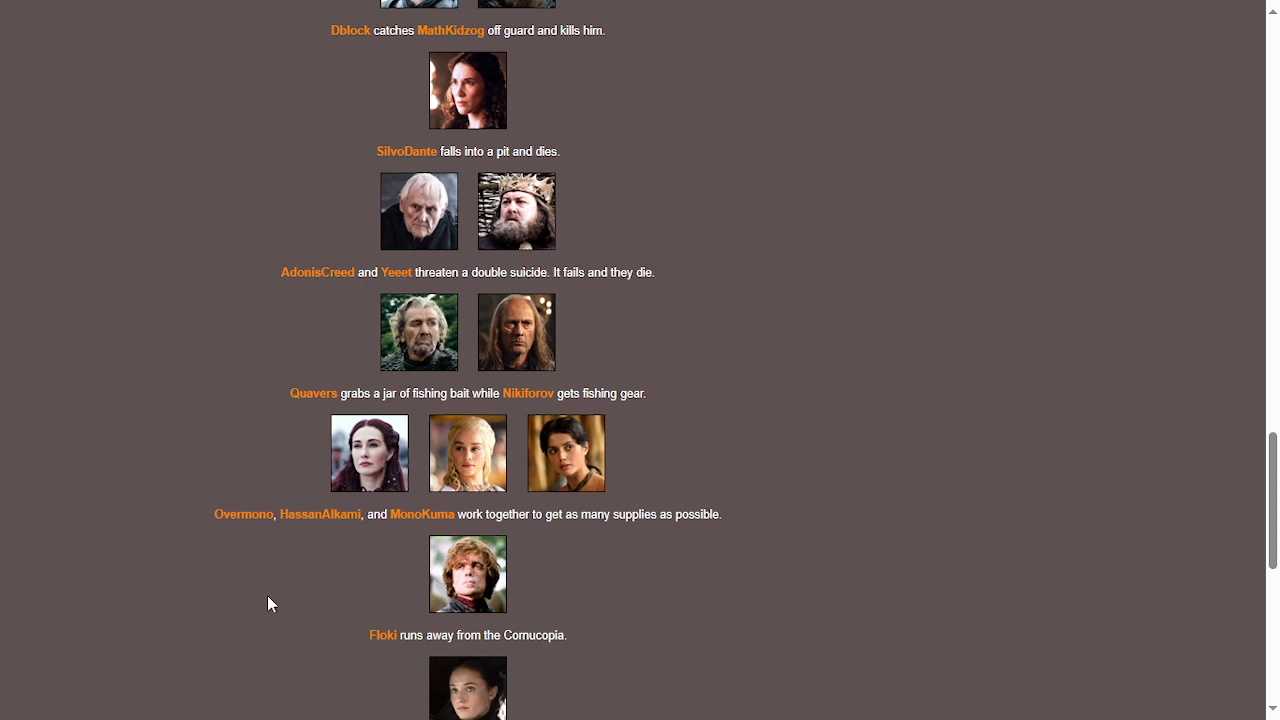 Dblock catches MathKidzog off guard and kills him.
SilvoDante falls into a pit and dies.
AdonisCreed and Yeeet threaten a double suicide. It fails and they die.
Quavers grabs a jar of fishing bait while Nikiforov gets fishing gear.
Overmono, HassanAlkami, and MonoKuma work together to get as many supplies as possible.
Floki runs away from the Cornucopia.